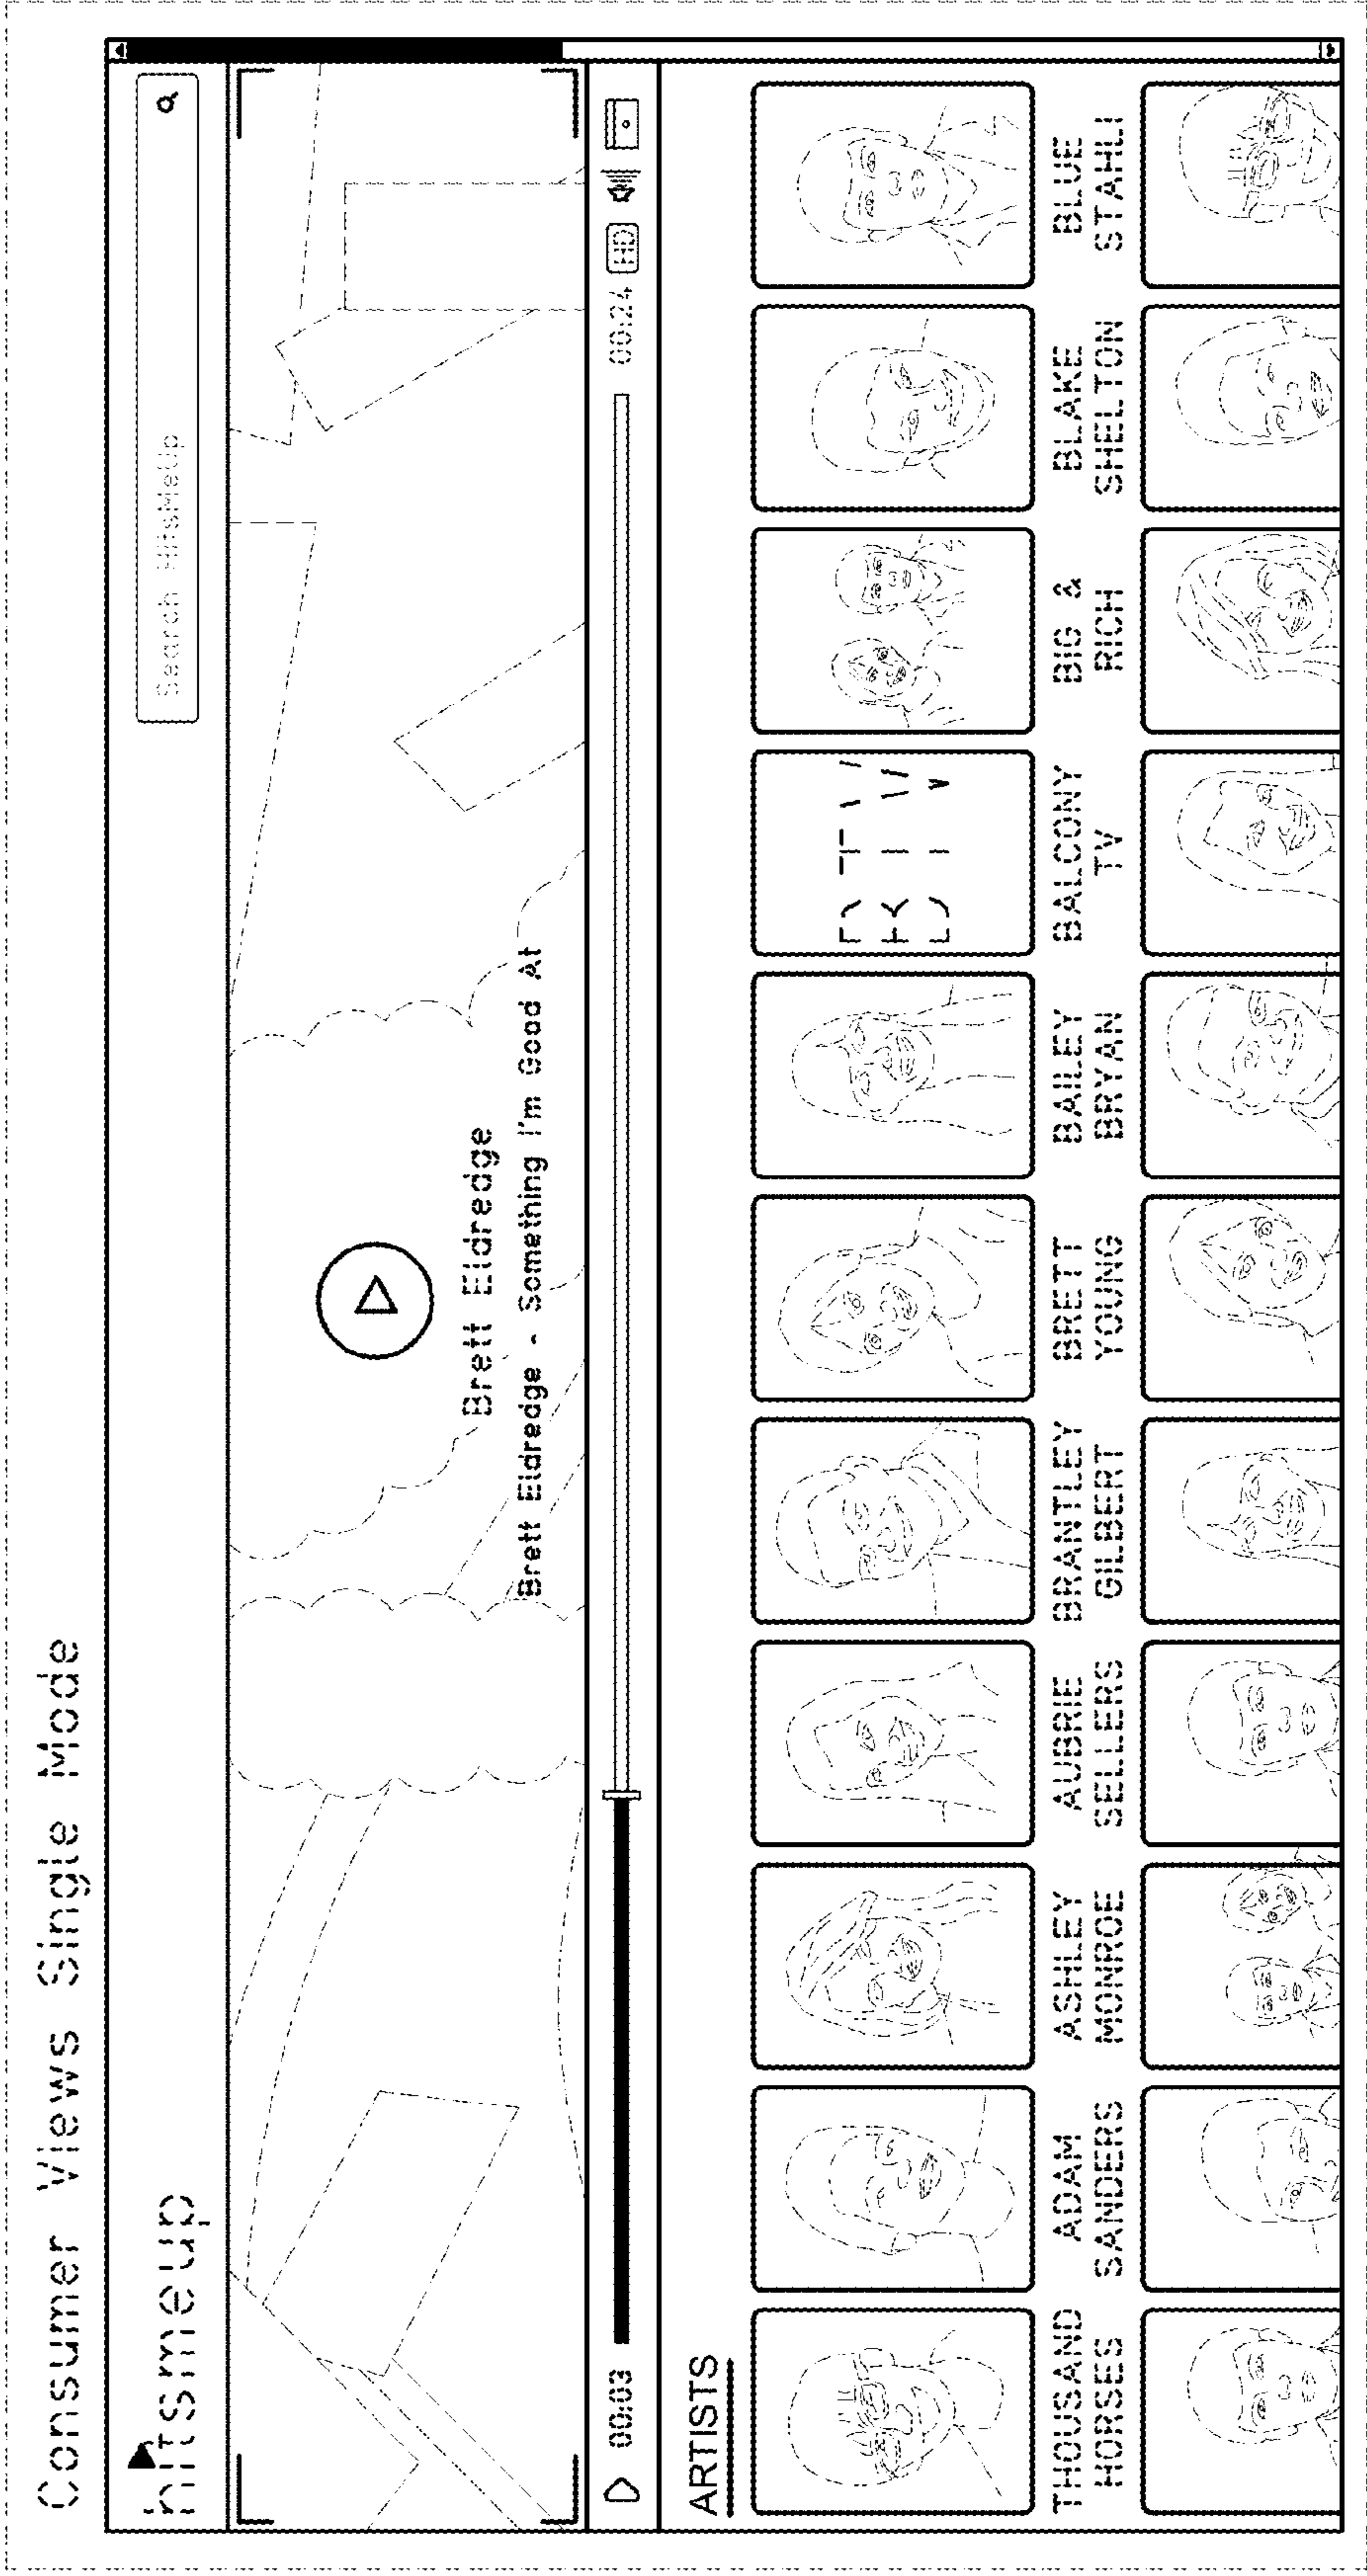 Consumer Views Single Mode
hitsmeup
Search HitsMeUp
Brett Eldredge
Brett Eldredge - Something I'm Good At
00:03
00:24
HD
ARTISTS
BTV
THOUSAND
HORSES
ADAM
SANDERS
ASHLEY
MONROE
AUBRIE
SELLERS
BRANTLEY
GILBERT
BRETT
YOUNG
BAILEY
BRYAN
BALCONY
TV
BIG &
RICH
BLAKE
SHELTON
BLUE
STAHLI